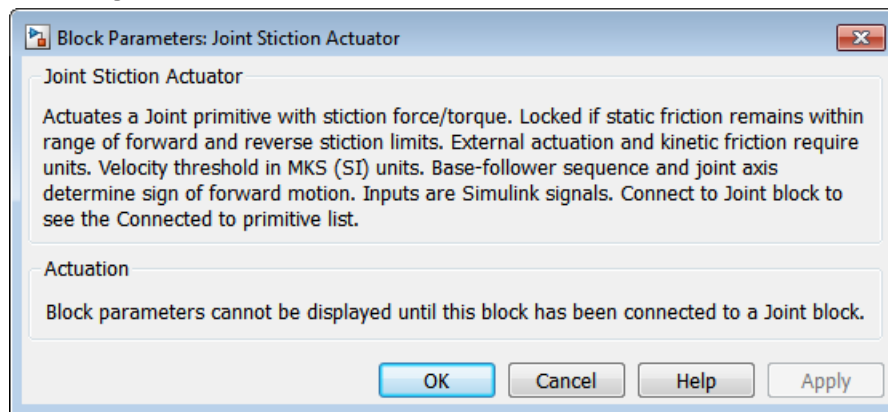 Block Parameters: Joint Stiction Actuator
Joint Stiction Actuator
Actuates a Joint primitive with stiction force/torque. Locked if static friction remains within
range of forward and reverse stiction limits. External actuation and kinetic friction require
units. Velocity threshold in MKS (SI) units. Base-follower sequence and joint axis
determine sign of forward motion. Inputs are Simulink signals. Connect to Joint block to
see the Connected to primitive list.
Actuation
Block parameters cannot be displayed until this block has been connected to a Joint block.
OK Cancel Help Apply